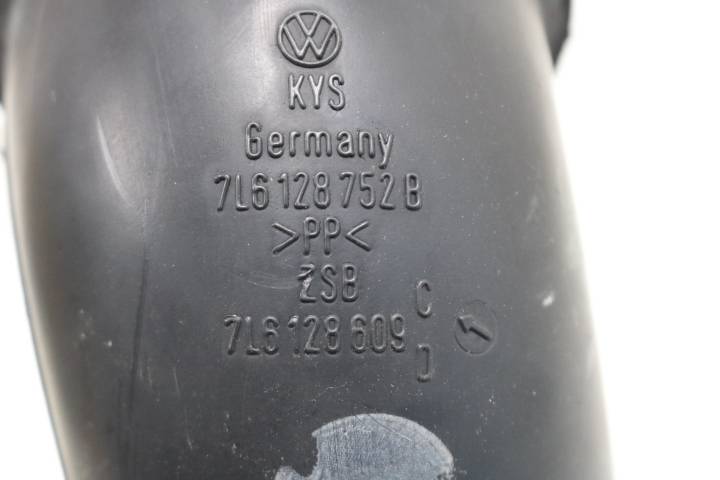 KYS
Germany
7L6 128 752 B
>PP<
ZSB
7L6 128 609 C
D